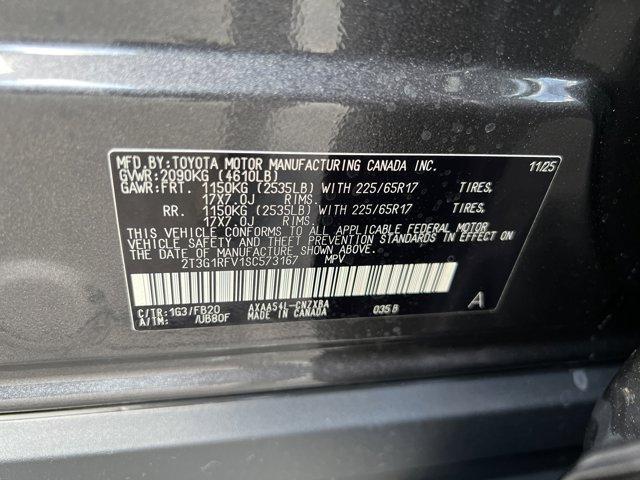 MFD.BY:TOYOTA MOTOR MANUFACTURING CANADA INC. 11/25
GVWR:2090KG (4610LB)
GAWR:FRT. 1150KG (2535LB) WITH 225/65R17 TIRES,
17X7.0J RIMS.
RR. 1150KG (2535LB) WITH 225/65R17 TIRES,
17X7.0J RIMS.
THIS VEHICLE CONFORMS TO ALL APPLICABLE FEDERAL MOTOR
VEHICLE SAFETY AND THEFT PREVENTION STANDARDS IN EFFECT ON
THE DATE OF MANUFACTURE SHOWN ABOVE.
2T3G1RFV1SC573167 MPV
C/TR:1G3/FB20 AXAA54L-CNZXBA 035B A
A/TM: /UB80F MADE IN CANADA